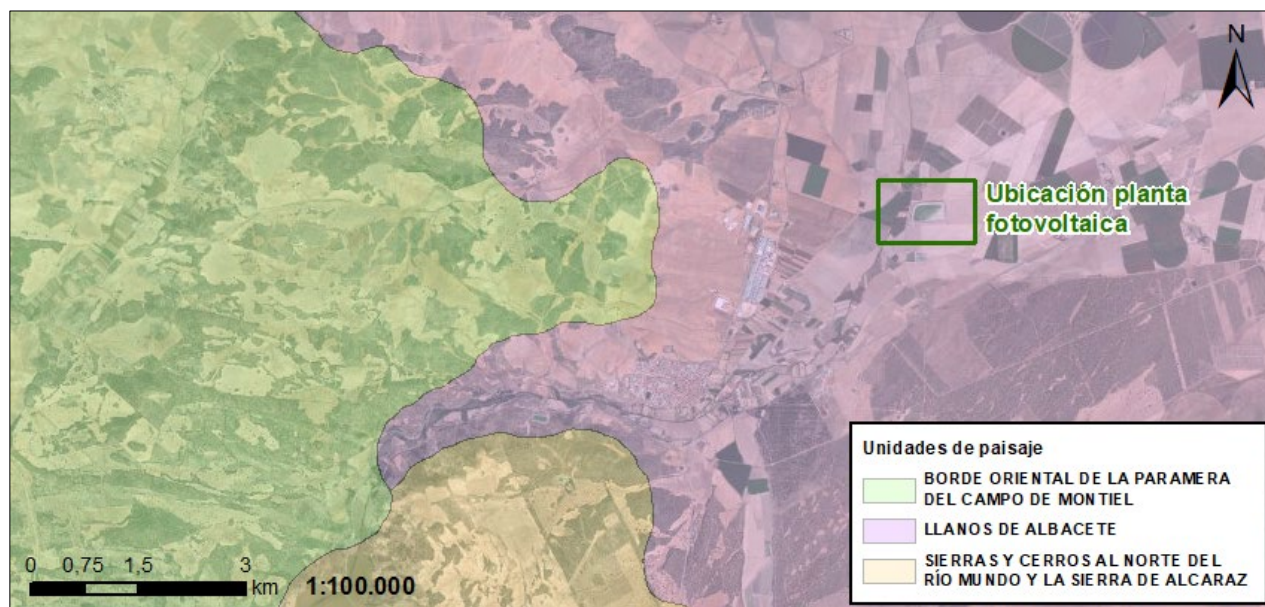 N
Ubicación planta
fotovoltaica
Unidades de paisaje
BORDE ORIENTAL DE LA PARAMERA
DEL CAMPO DE MONTIEL
LLANOS DE ALBACETE
SIERRAS Y CERROS AL NORTE DEL
RÍO MUNDO Y LA SIERRA DE ALCARAZ
0 0,75 1,5 3
km 1:100.000